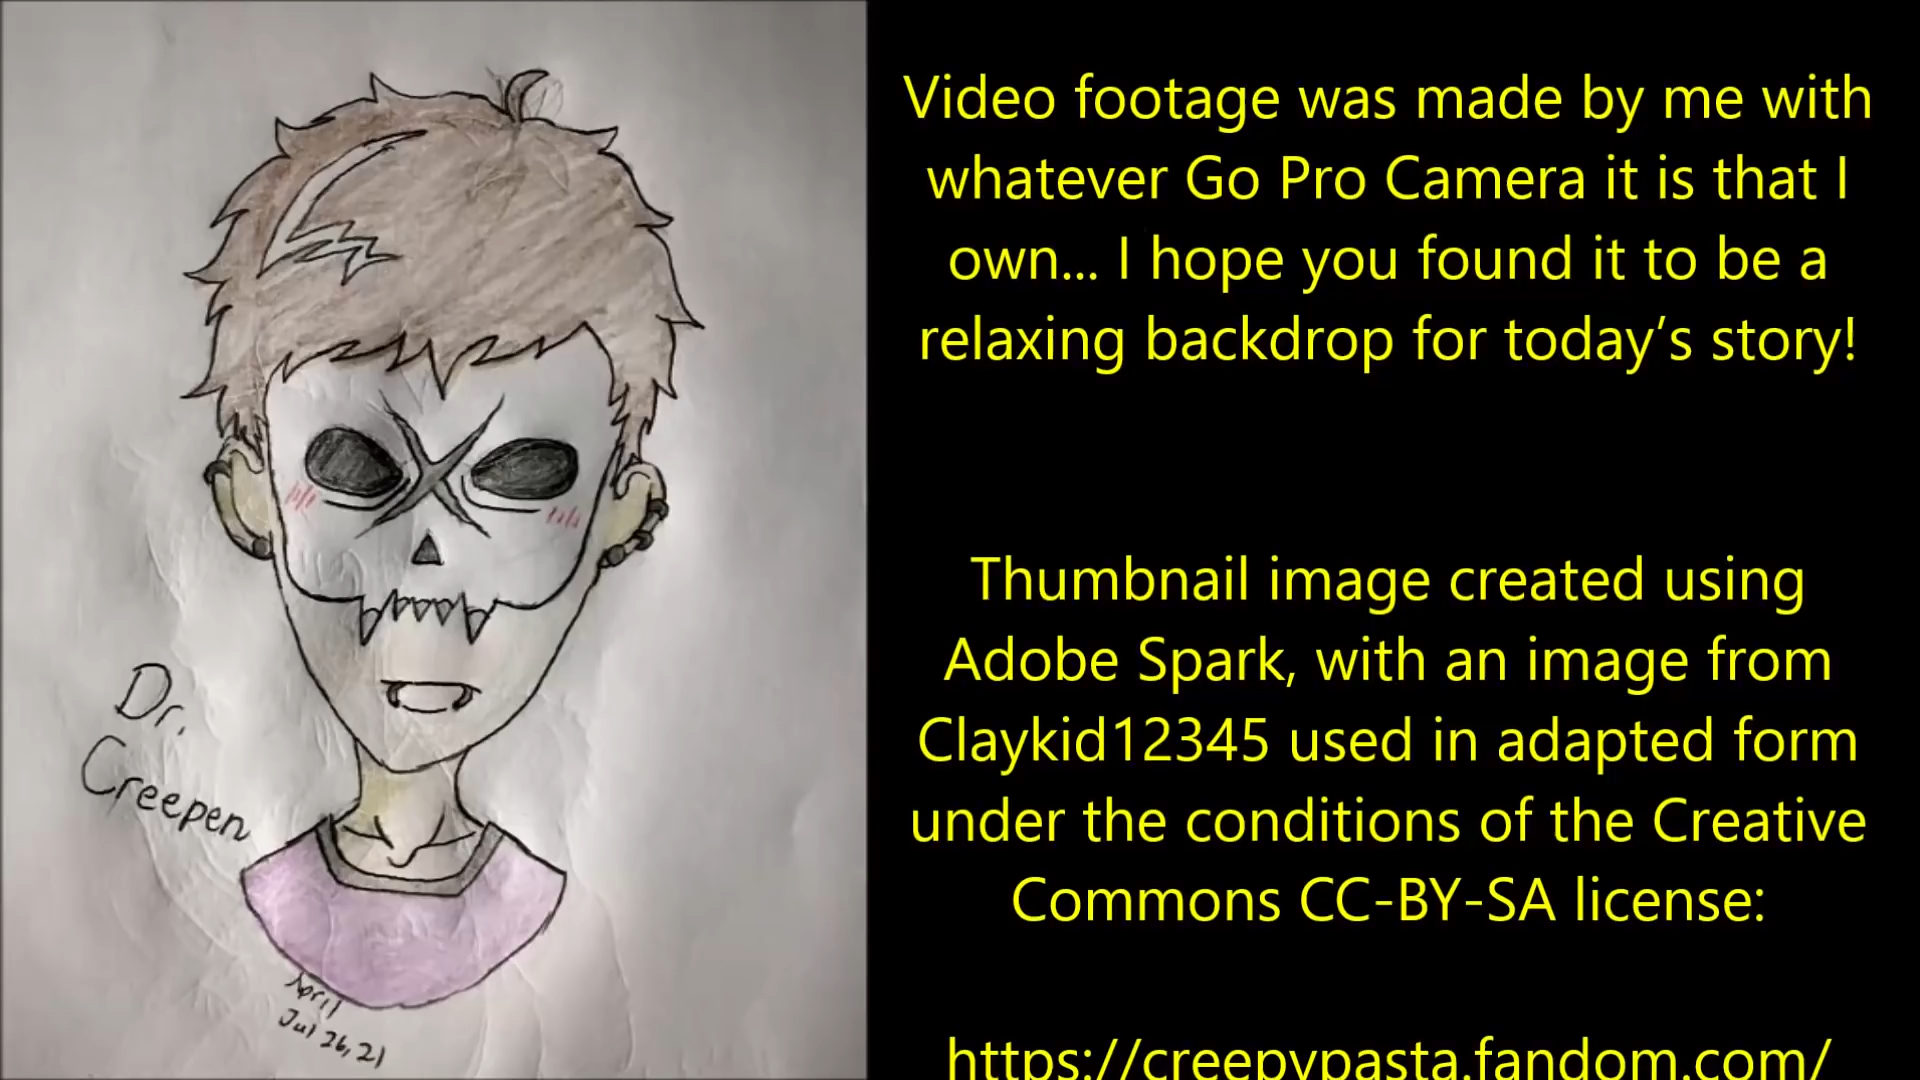 Dr.
Creepen
April
Jul 26, 21
Video footage was made by me with
whatever Go Pro Camera it is that I
own... I hope you found it to be a
relaxing backdrop for today’s story!
Thumbnail image created using
Adobe Spark, with an image from
Claykid12345 used in adapted form
under the conditions of the Creative
Commons CC-BY-SA license:
https://creepypasta.fandom.com/